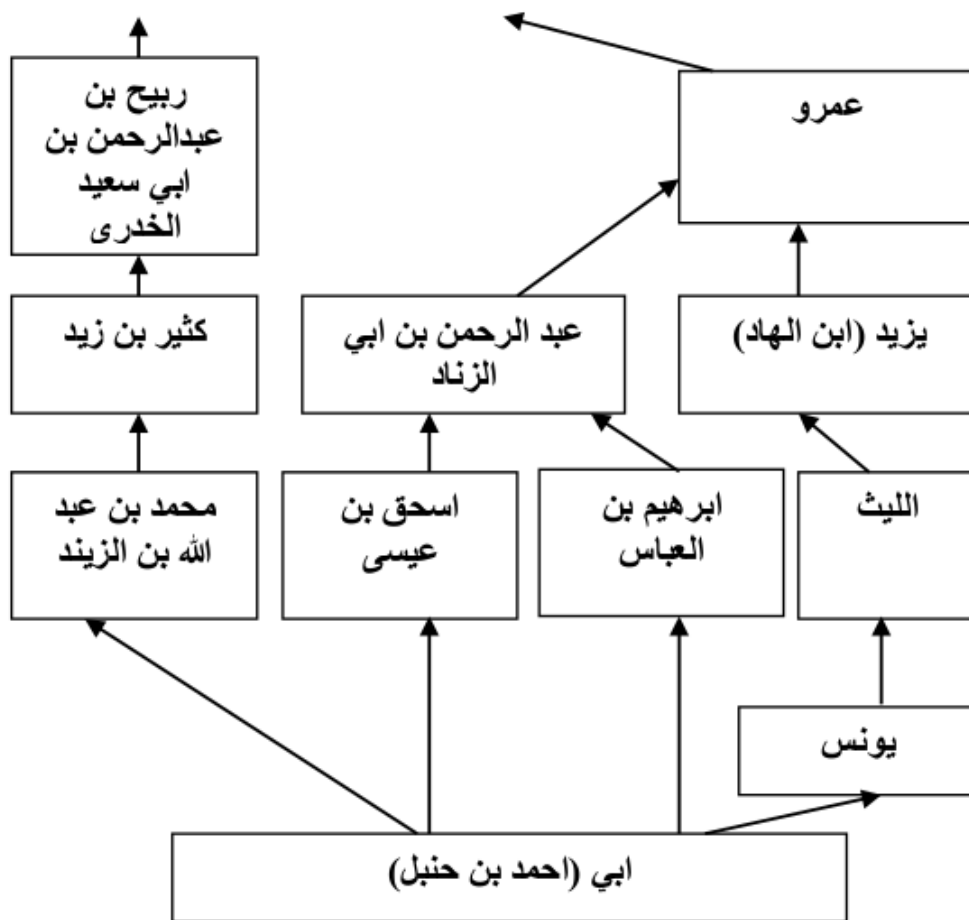 ربيح بن
عبدالرحمن بن
ابي سعيد
الخدرى
عمرو
كثير بن زيد
عبد الرحمن بن ابي
الزناد
يزيد (ابن الهاد)
محمد بن عبد
الله بن الزيند
اسحق بن
عيسى
ابرهيم بن
العباس
الليث
يونس
ابي (احمد بن حنبل)